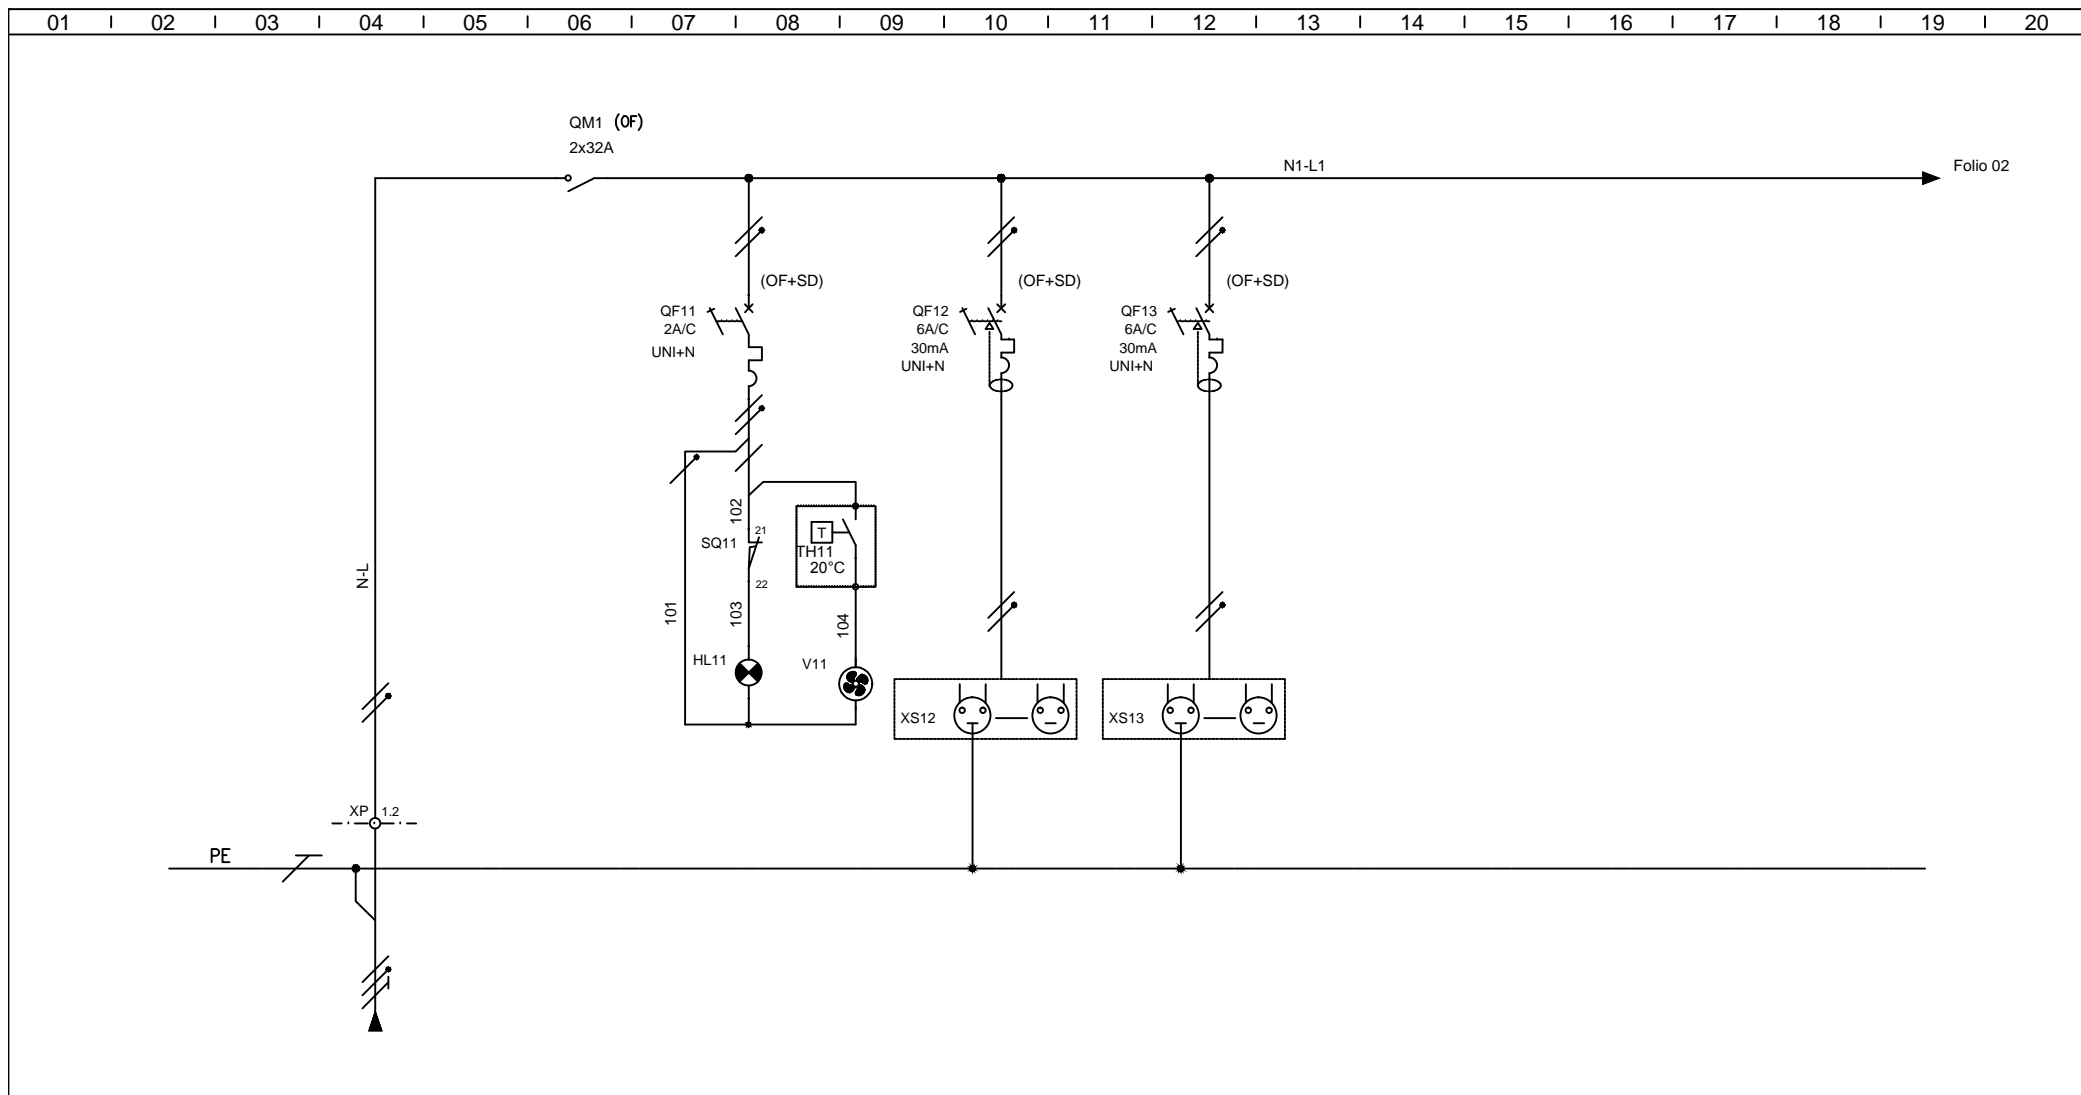 01 02 03 04 05 06 07 08 09 10 11 12 13 14 15 16 17 18 19 20
QM1 (OF)
2x32A
N1-L1
Folio 02
(OF+SD)
QF11
2A/C
UNI+N
(OF+SD)
QF12
6A/C
30mA
UNI+N
(OF+SD)
QF13
6A/C
30mA
UNI+N
102
21
SQ11
22
T
TH11
20°C
N-L
101
103
104
HL11
V11
XS12
XS13
XP 1.2
PE